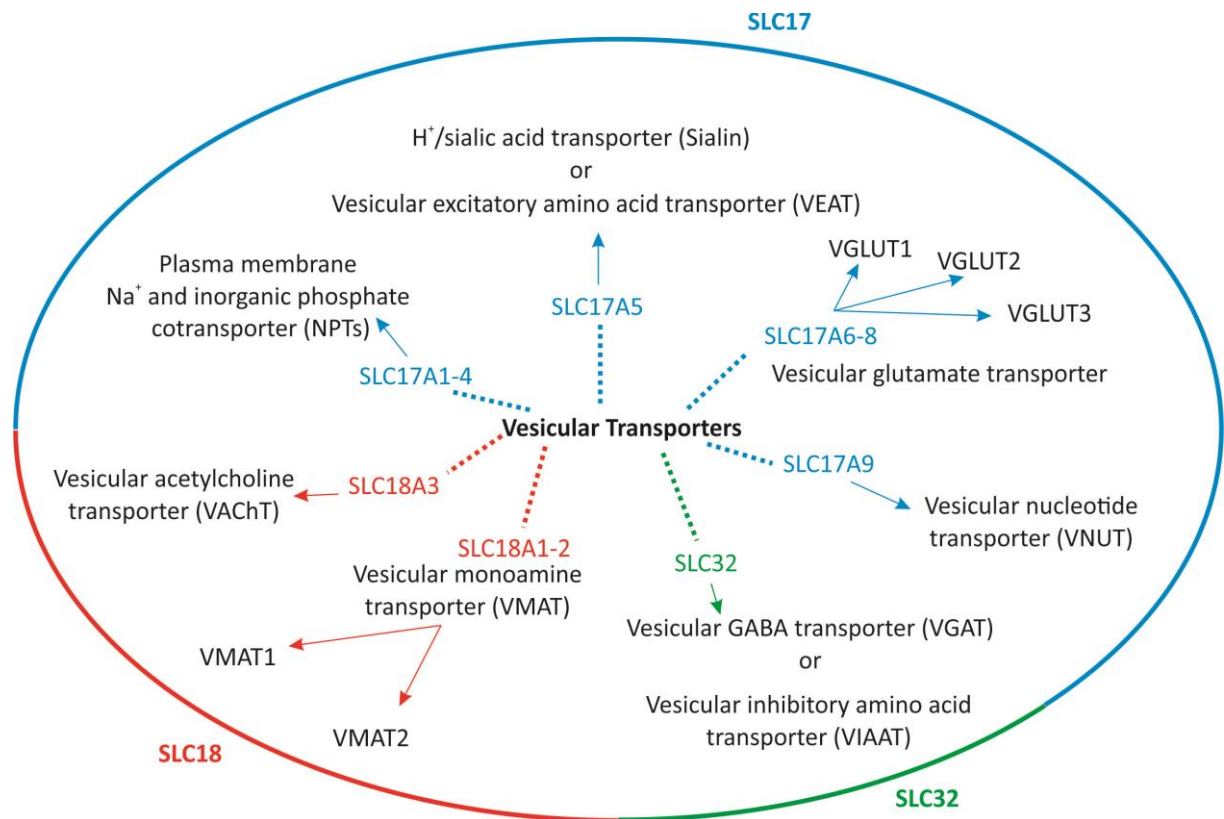 SLC17
H⁺/sialic acid transporter (Sialin)
or
Vesicular excitatory amino acid transporter (VEAT)
VGLUT1
VGLUT2
VGLUT3
Plasma membrane
Na⁺ and inorganic phosphate
cotransporter (NPTs)
SLC17A5
SLC17A6-8
Vesicular glutamate transporter
SLC17A1-4
Vesicular Transporters
SLC17A9
Vesicular acetylcholine
transporter (VAChT)
SLC18A3
Vesicular nucleotide
transporter (VNUT)
SLC18A1-2
Vesicular monoamine
transporter (VMAT)
SLC32
Vesicular GABA transporter (VGAT)
or
Vesicular inhibitory amino acid
transporter (VIAAT)
VMAT1
VMAT2
SLC18
SLC32